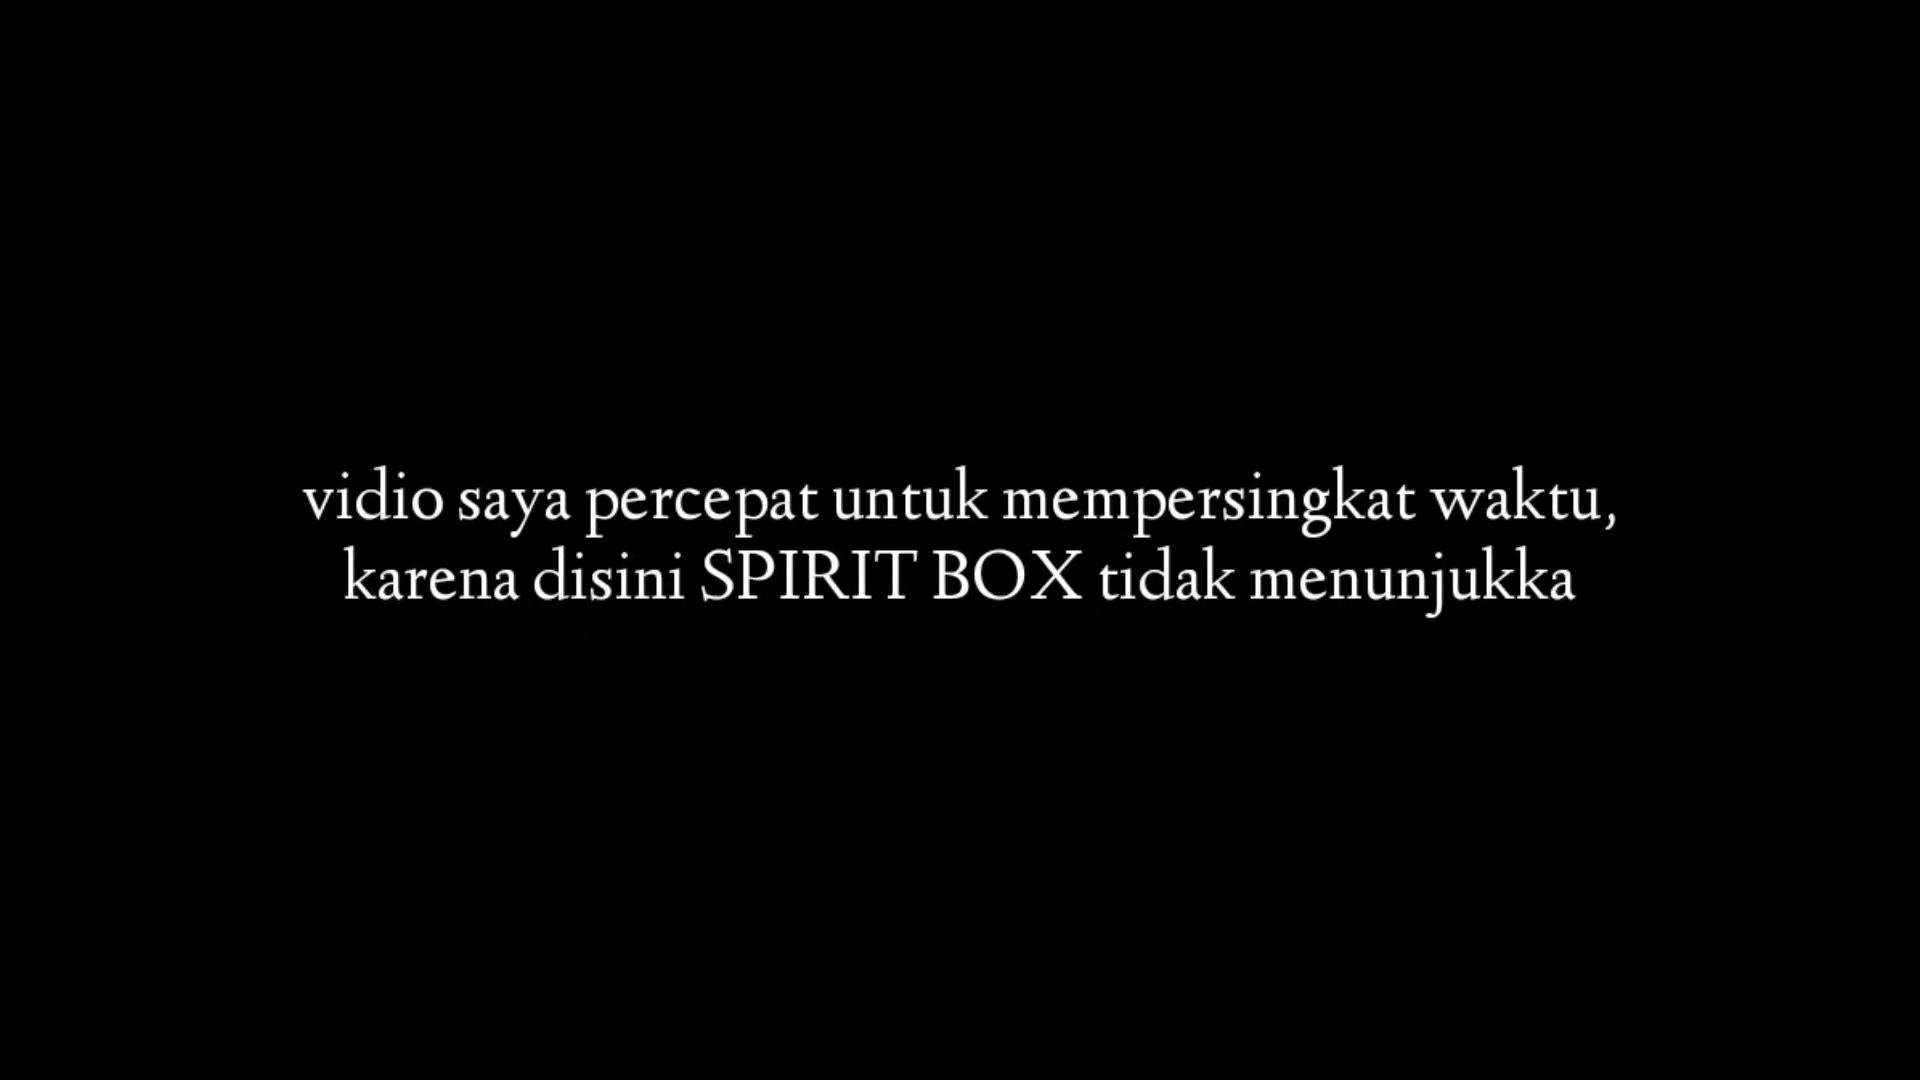 vidio saya percepat untuk mempersingkat waktu,
karena disini SPIRIT BOX tidak menunjukka